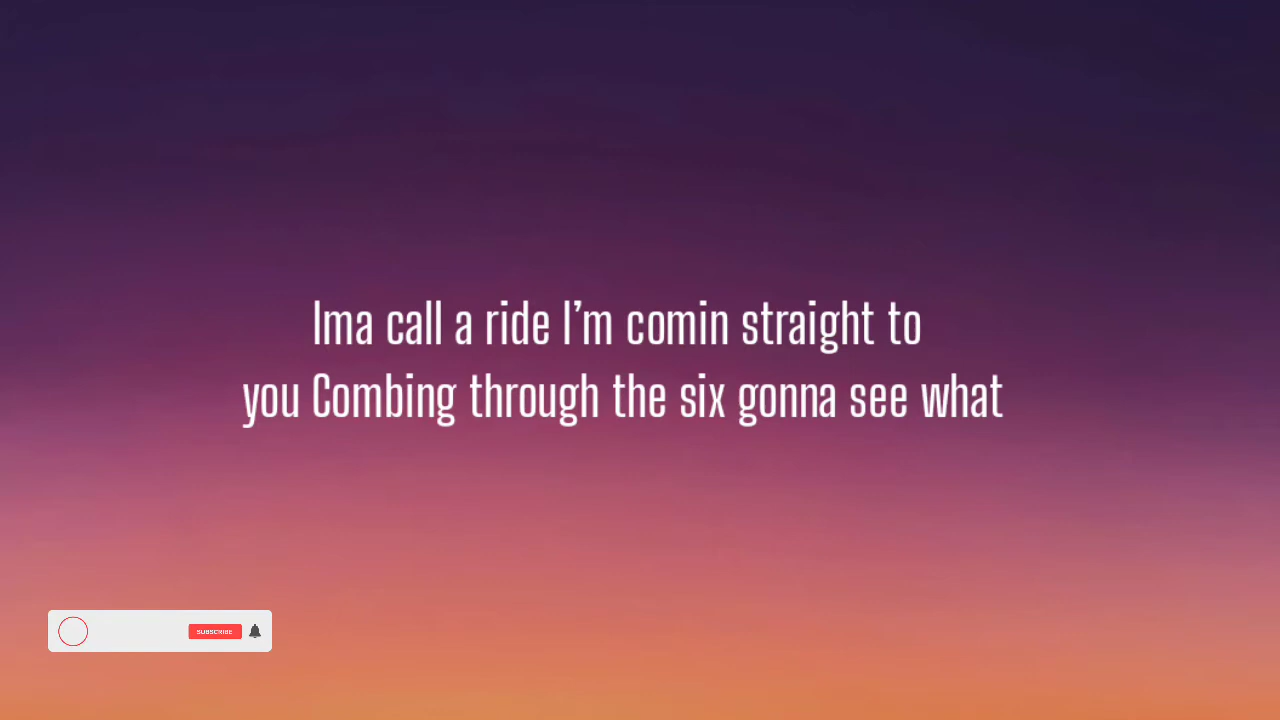 Ima call a ride I’m comin straight to
you Combing through the six gonna see what
SUBSCRIBE